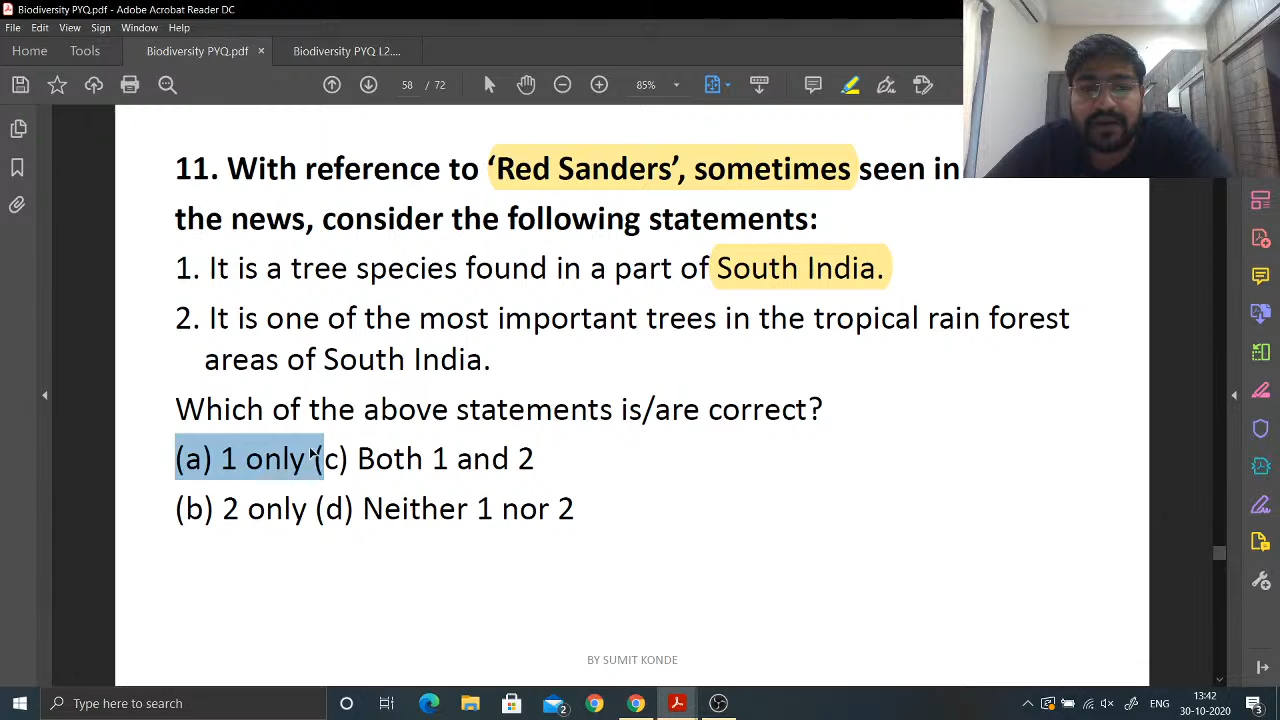 Biodiversity PYQ.pdf - Adobe Acrobat Reader DC
File Edit View Sign Window Help
Home Tools Biodiversity PYQ.pdf × Biodiversity PYQ L2....
58 / 72 85%
11. With reference to ‘Red Sanders’, sometimes seen in
the news, consider the following statements:
1. It is a tree species found in a part of South India.
2. It is one of the most important trees in the tropical rain forest
areas of South India.
Which of the above statements is/are correct?
(a) 1 only (c) Both 1 and 2
(b) 2 only (d) Neither 1 nor 2
BY SUMIT KONDE
Type here to search
2
ENG
13:42
30-10-2020
3